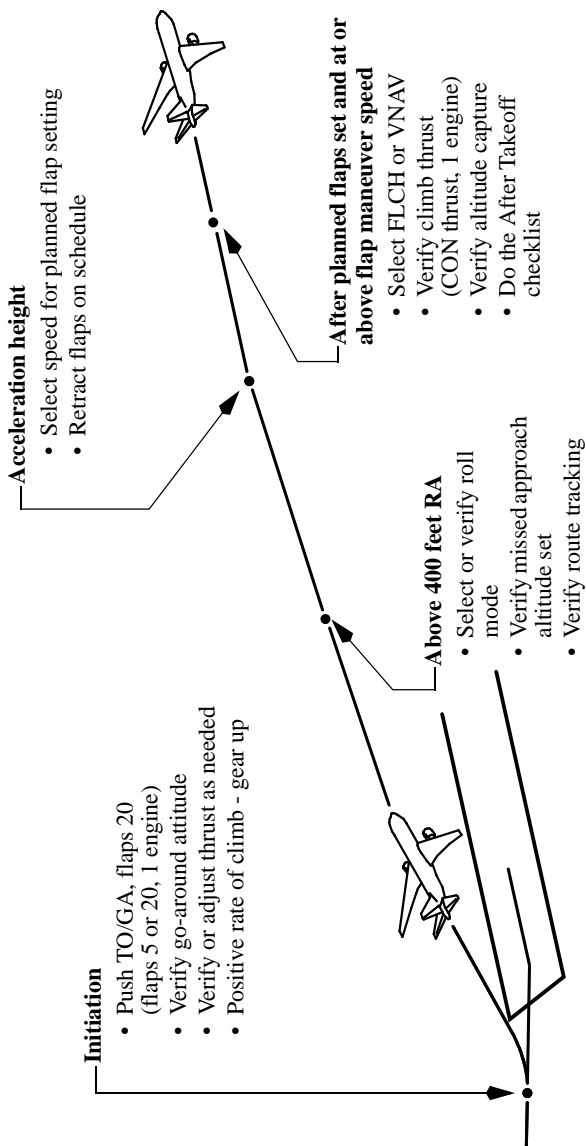 Initiation
• Push TO/GA, flaps 20
(flaps 5 or 20, 1 engine)
• Verify go-around attitude
• Verify or adjust thrust as needed
• Positive rate of climb - gear up
Above 400 feet RA
• Select or verify roll
mode
• Verify missed approach
altitude set
• Verify route tracking
Acceleration height
• Select speed for planned flap setting
• Retract flaps on schedule
After planned flaps set and at or
above flap maneuver speed
• Select FLCH or VNAV
• Verify climb thrust
(CON thrust, 1 engine)
• Verify altitude capture
• Do the After Takeoff
checklist